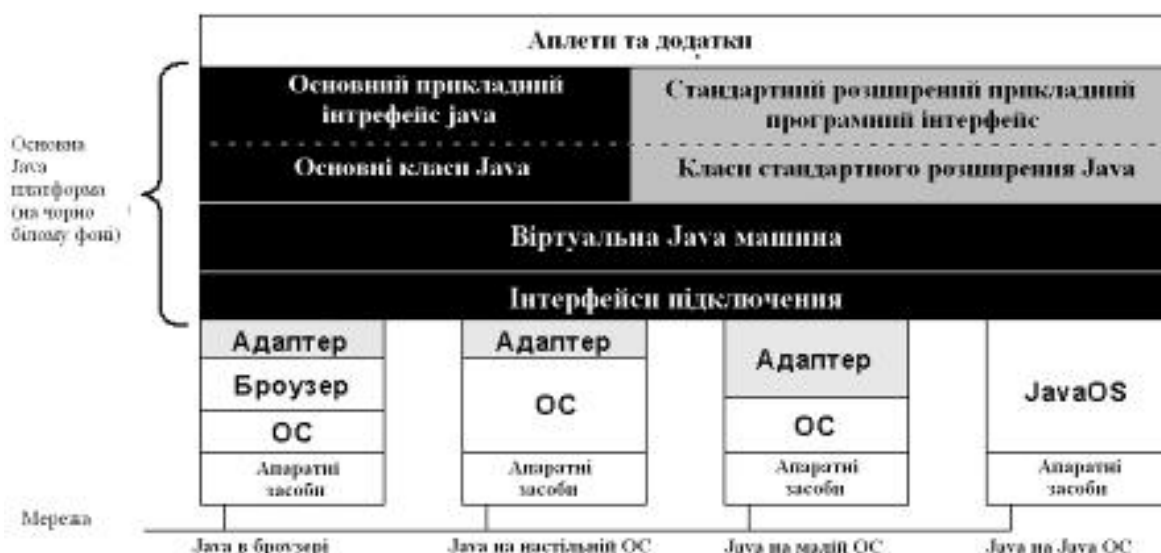 Аплети та додатки
Основний прикладний
інтрефейс java
Стандартний розширений прикладний
програмний інтерфейс
Основна
Java
платформа
(на чорно
білому фоні)
Основні класи Java
Класи стандартного розширення Java
Віртуальна Java машина
Інтерфейси підключення
Адаптер
Броузер
ОС
Апаратні
засоби
Адаптер
ОС
Апаратні
засоби
Адаптер
ОС
Апаратні
засоби
JavaOS
Апаратні
засоби
Мережа
Java в броузері
Java на настільній ОС
Java на малій ОС
Java на Java ОС